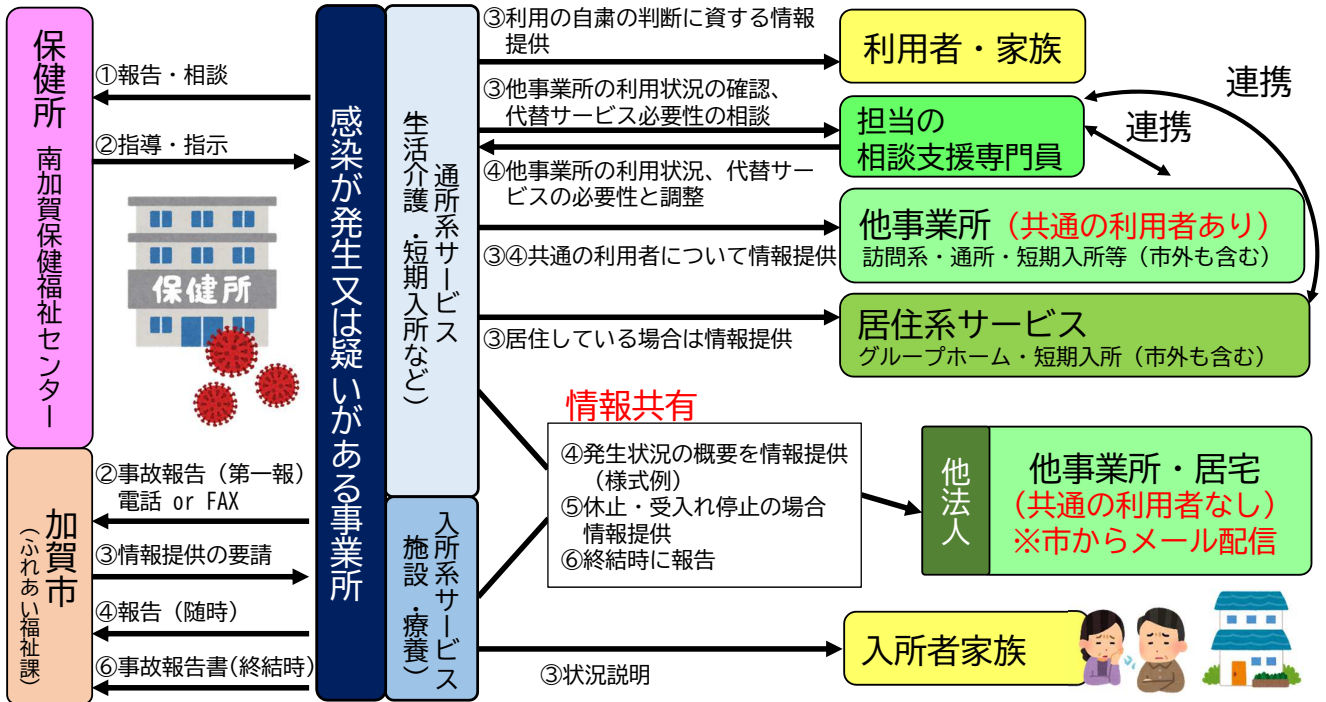 保健所 南加賀保健福祉センター
①報告・相談
②指導・指示
保健所
加賀市
(ふれあい福祉課)
②事故報告（第一報）
電話 or FAX
③情報提供の要請
④報告（随時）
⑥事故報告書(終結時)
感染が発生又は疑いがある事業所
通所系サービス
(生活介護・短期入所など)
入所系サービス
(施設・療養)
③利用の自粛の判断に資する情報
提供
③他事業所の利用状況の確認、
代替サービス必要性の相談
④他事業所の利用状況、代替サー
ビスの必要性と調整
③④共通の利用者について情報提供
③居住している場合は情報提供
利用者・家族
担当の
相談支援専門員
連携
連携
他事業所（共通の利用者あり）
訪問系・通所・短期入所等（市外も含む）
居住系サービス
グループホーム・短期入所（市外も含む）
情報共有
④発生状況の概要を情報提供
（様式例）
⑤休止・受入れ停止の場合
情報提供
⑥終結時に報告
他法人
他事業所・居宅
（共通の利用者なし）
※市からメール配信
③状況説明
入所者家族